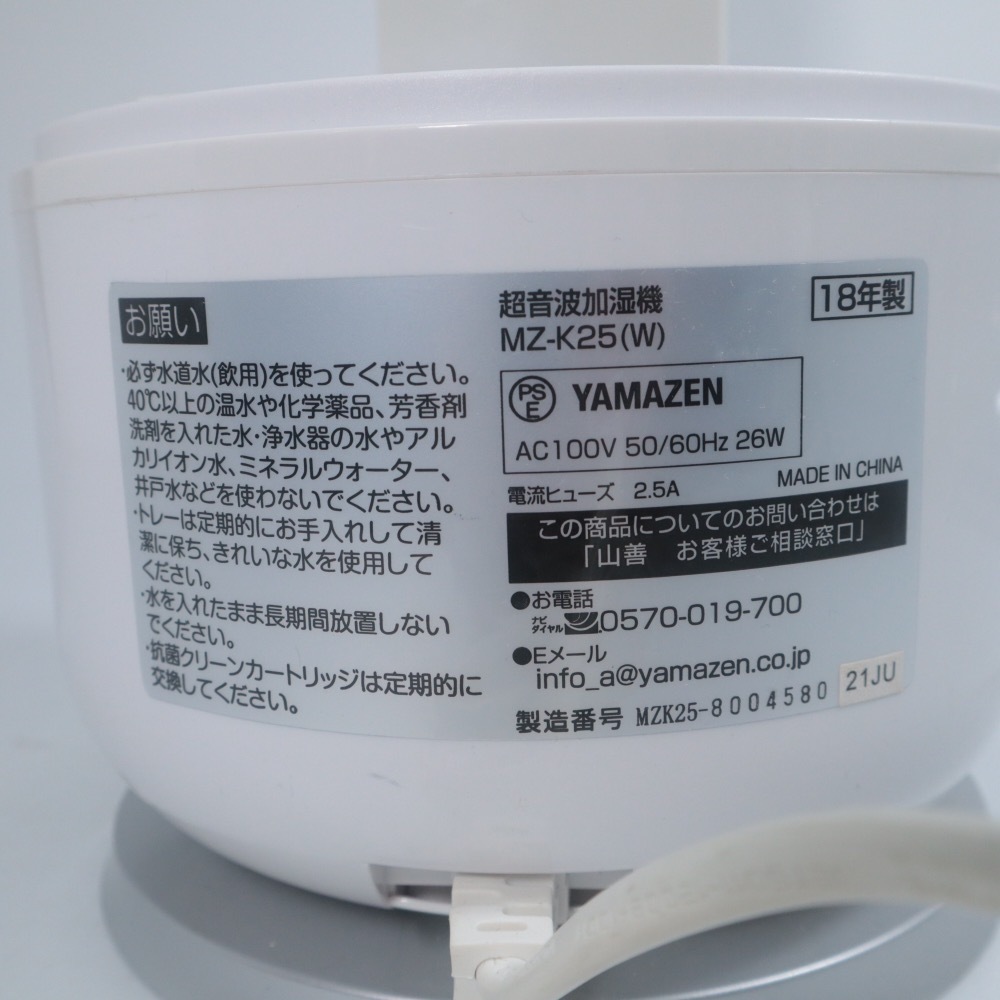 お願い
・必ず水道水(飲用)を使ってください。
40℃以上の温水や化学薬品、芳香剤
洗剤を入れた水・浄水器の水やアル
カリイオン水、ミネラルウォーター、
井戸水などを使わないでください。
・トレーは定期的にお手入れして清
潔に保ち、きれいな水を使用して
ください。
・水を入れたまま長期間放置しない
でください。
・抗菌クリーンカートリッジは定期的に
交換してください。
超音波加湿機
18年製
MZ-K25(W)
PSE YAMAZEN
AC100V 50/60Hz 26W
電流ヒューズ 2.5A
MADE IN CHINA
この商品についてのお問い合わせは
「山善 お客様ご相談窓口」
●お電話
ナビダイヤル 0570-019-700
●Eメール
info_a@yamazen.co.jp
製造番号 MZK25-8004580
21JU